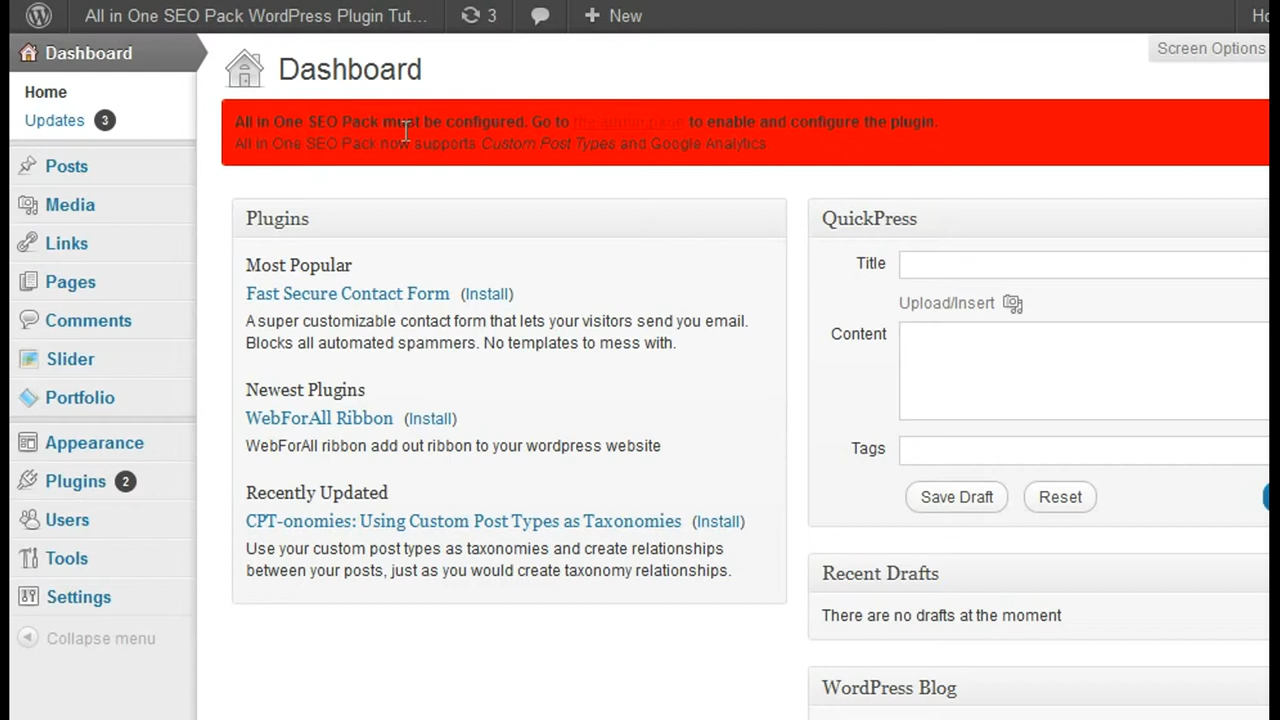 All in One SEO Pack WordPress Plugin Tut...
3
New
Dashboard
Home
Updates 3
Posts
Media
Links
Pages
Comments
Slider
Portfolio
Appearance
Plugins 2
Users
Tools
Settings
Collapse menu
Screen Options
Dashboard
All in One SEO Pack must be configured. Go to the admin page to enable and configure the plugin.
All in One SEO Pack now supports Custom Post Types and Google Analytics
Plugins
Most Popular
Fast Secure Contact Form (Install)
A super customizable contact form that lets your visitors send you email.
Blocks all automated spammers. No templates to mess with.
Newest Plugins
WebForAll Ribbon (Install)
WebForAll ribbon add out ribbon to your wordpress website
Recently Updated
CPT-onomies: Using Custom Post Types as Taxonomies (Install)
Use your custom post types as taxonomies and create relationships
between your posts, just as you would create taxonomy relationships.
QuickPress
Title
Upload/Insert
Content
Tags
Save Draft
Reset
Recent Drafts
There are no drafts at the moment
WordPress Blog